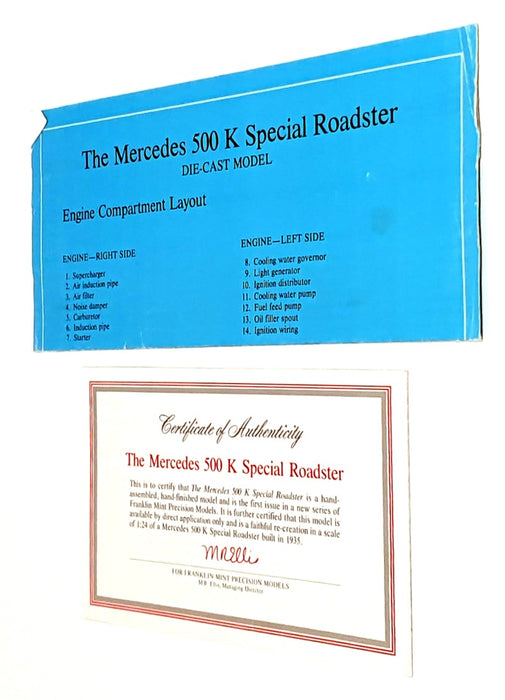 The Mercedes 500 K Special Roadster
DIE-CAST MODEL
Engine Compartment Layout
ENGINE—RIGHT SIDE
1. Supercharger
2. Air induction pipe
3. Air filter
4. Noise damper
5. Carburetor
6. Induction pipe
7. Starter
ENGINE—LEFT SIDE
8. Cooling water governor
9. Light generator
10. Ignition distributor
11. Cooling water pump
12. Fuel feed pump
13. Oil filler spout
14. Ignition wiring
Certificate of Authenticity
The Mercedes 500 K Special Roadster
This is to certify that The Mercedes 500 K Special Roadster is a hand-
assembled, hand-finished model and is the first issue in a new series of
Franklin Mint Precision Models. It is further certified that this model is
available by direct application only and is a faithful re-creation in a scale
of 1:24 of a Mercedes 500 K Special Roadster built in 1935.
FOR FRANKLIN MINT PRECISION MODELS
Managing Director